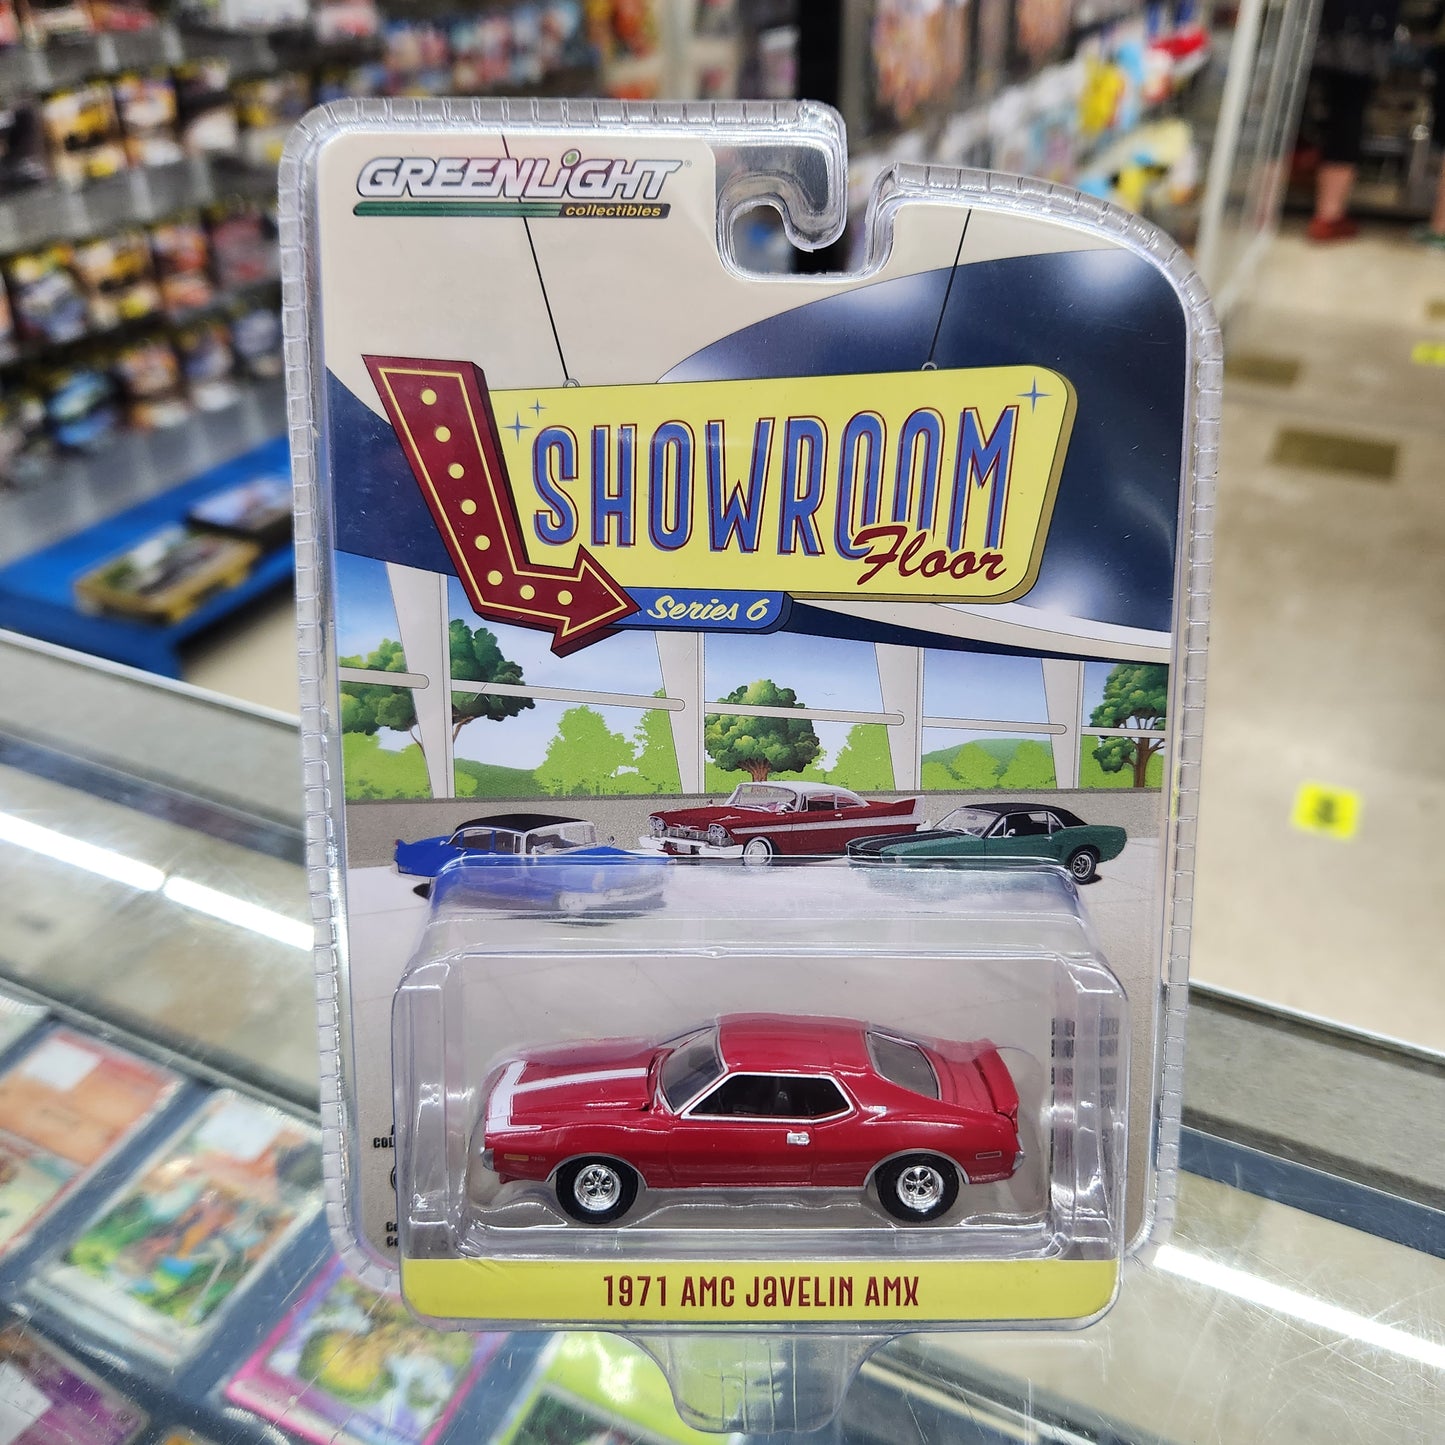 GREENLiGHT®
collectibles
SHOWROOM
Floor
Series 6
1971 AMC JAVELIN AMX